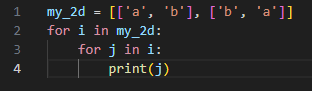 1 my_2d = [['a', 'b'], ['b', 'a']]
2 for i in my_2d:
3     for j in i:
4         print(j)